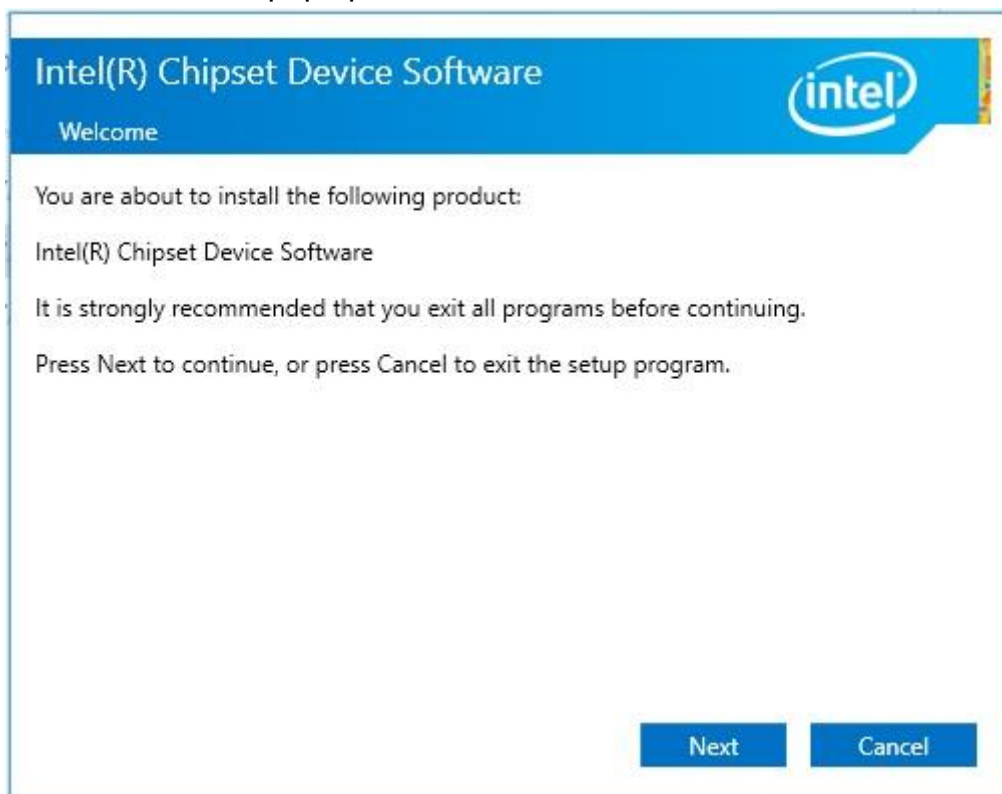 Intel(R) Chipset Device Software
intel
Welcome
You are about to install the following product:
Intel(R) Chipset Device Software
It is strongly recommended that you exit all programs before continuing.
Press Next to continue, or press Cancel to exit the setup program.
Next
Cancel